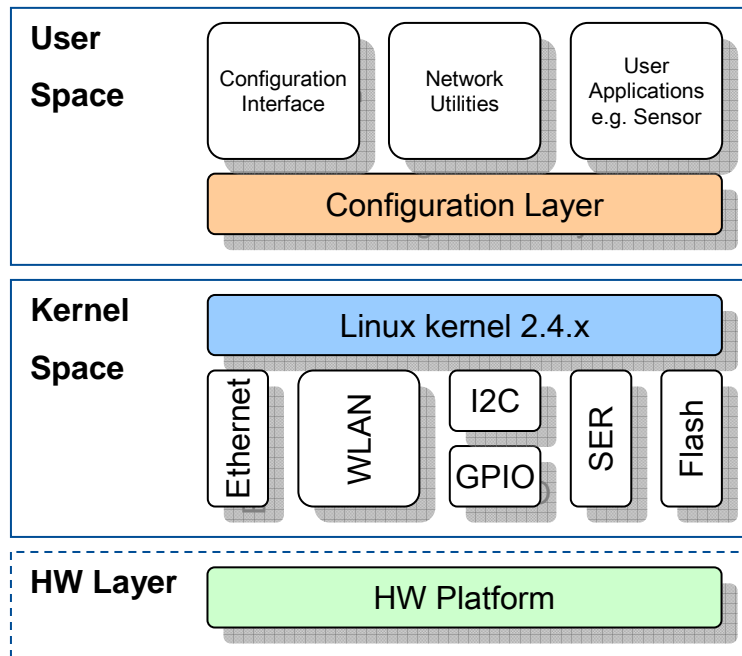 User
Space
Configuration
Interface
Network
Utilities
User
Applications
e.g. Sensor
Configuration Layer
Kernel
Space
Linux kernel 2.4.x
Ethernet
WLAN
I2C
GPIO
SER
Flash
HW Layer
HW Platform